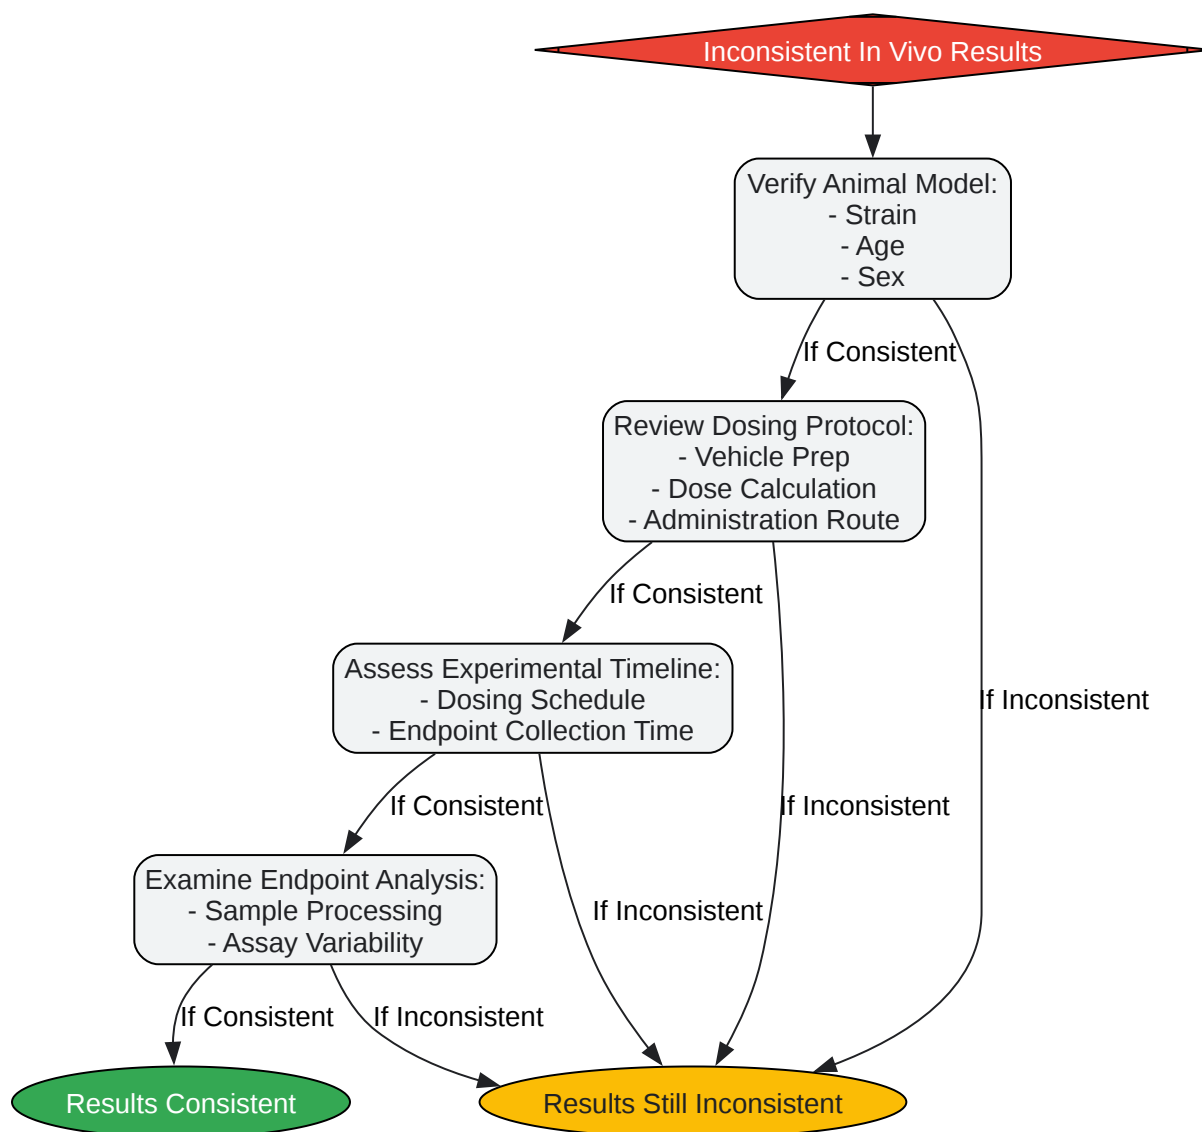 Inconsistent In Vivo Results
Verify Animal Model:
- Strain
- Age
- Sex
If Consistent
Review Dosing Protocol:
- Vehicle Prep
- Dose Calculation
- Administration Route
If Consistent
Assess Experimental Timeline:
- Dosing Schedule
- Endpoint Collection Time
If Inconsistent
If Consistent
If Inconsistent
Examine Endpoint Analysis:
- Sample Processing
- Assay Variability
If Inconsistent
If Consistent
If Inconsistent
Results Consistent
Results Still Inconsistent